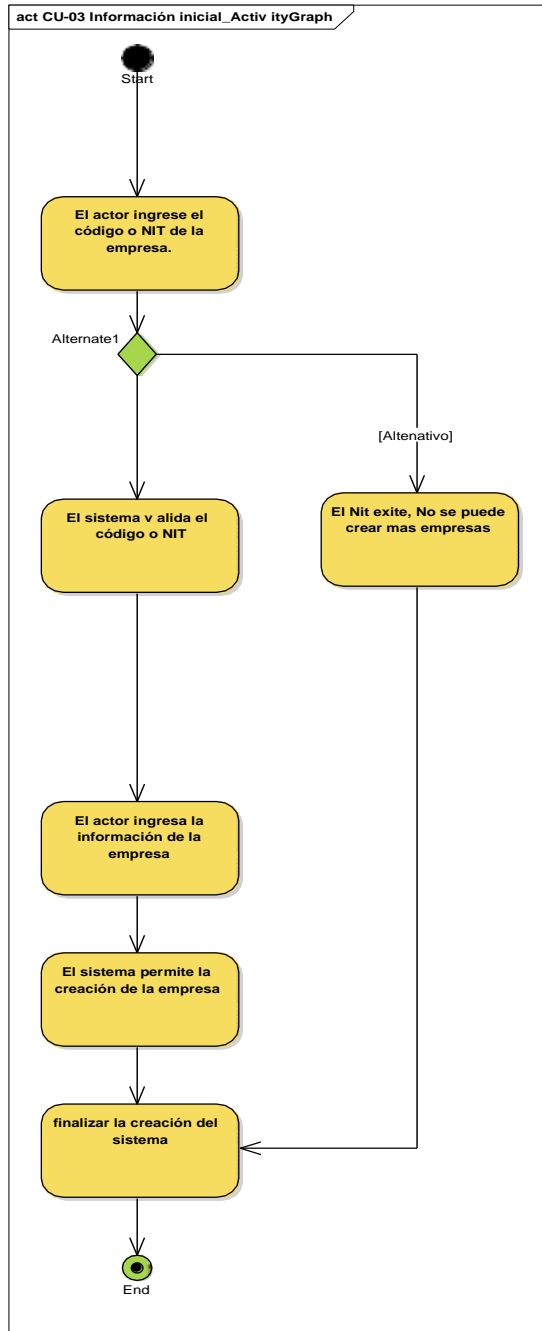 act CU-03 Información inicial_Activ ityGraph
Start
El actor ingrese el
código o NIT de la
empresa.
Alternate1
[Altenativo]
El sistema v alida el
código o NIT
El Nit exite, No se puede
crear mas empresas
El actor ingresa la
información de la
empresa
El sistema permite la
creación de la empresa
finalizar la creación del
sistema
End